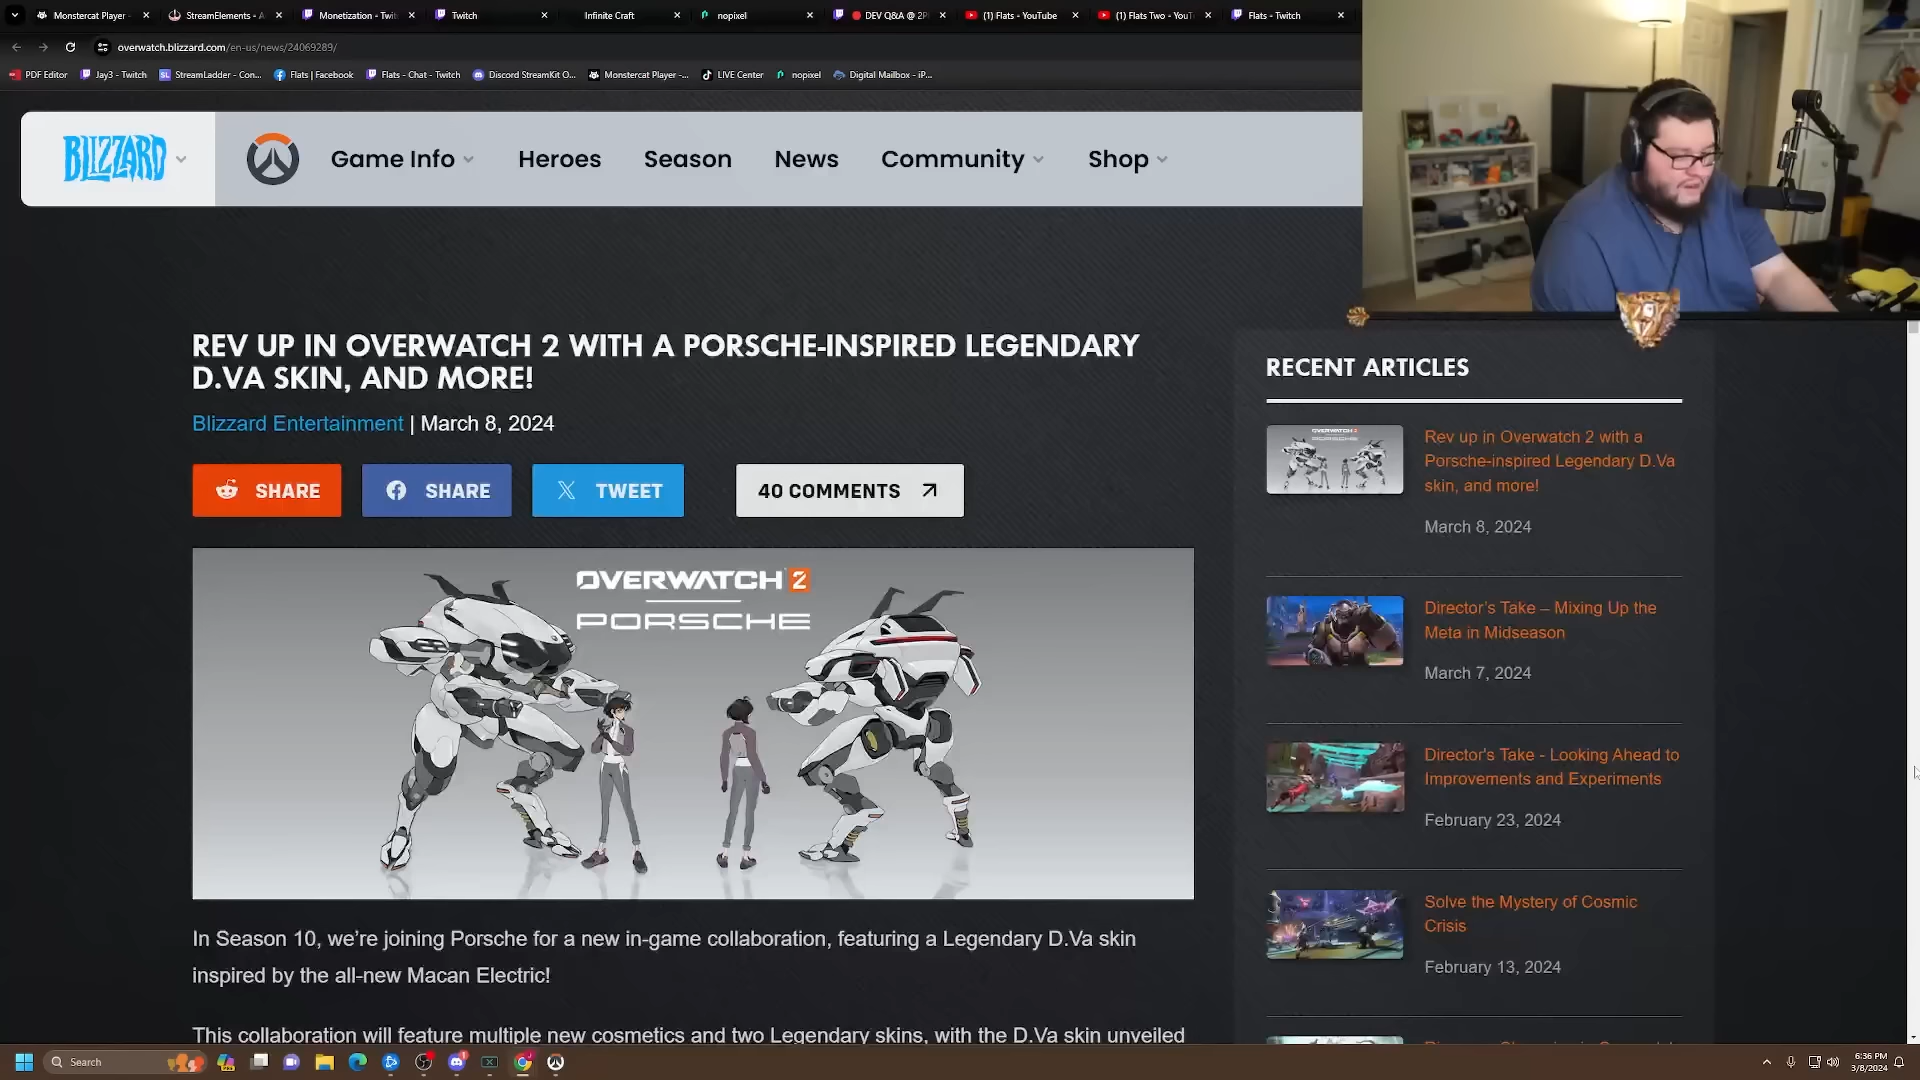 Monstercat Player -
StreamElements - A
Monetization - Twit
Twitch
Infinite Craft
nopixel
DEV Q&A @ 2P
(1) Flats - YouTube
(1) Flats Two - YouT
Flats - Twitch
overwatch.blizzard.com/en-us/news/24069289/
PDF Editor
Jay3 - Twitch
SL
StreamLadder - Con...
Flats | Facebook
Flats - Chat - Twitch
Discord StreamKit O...
Monstercat Player -...
LIVE Center
nopixel
Digital Mailbox - iP...
BLIZZARD
Game Info
Heroes
Season
News
Community
Shop
REV UP IN OVERWATCH 2 WITH A PORSCHE-INSPIRED LEGENDARY
D.VA SKIN, AND MORE!
Blizzard Entertainment | March 8, 2024
SHARE
SHARE
TWEET
40 COMMENTS
OVERWATCH 2
PORSCHE
In Season 10, we’re joining Porsche for a new in-game collaboration, featuring a Legendary D.Va skin
inspired by the all-new Macan Electric!
This collaboration will feature multiple new cosmetics and two Legendary skins, with the D.Va skin unveiled
RECENT ARTICLES
OVERWATCH 2
PORSCHE
Rev up in Overwatch 2 with a
Porsche-inspired Legendary D.Va
skin, and more!
March 8, 2024
Director’s Take – Mixing Up the
Meta in Midseason
March 7, 2024
Director's Take - Looking Ahead to
Improvements and Experiments
February 23, 2024
Solve the Mystery of Cosmic
Crisis
February 13, 2024
Search
6:36 PM
3/8/2024